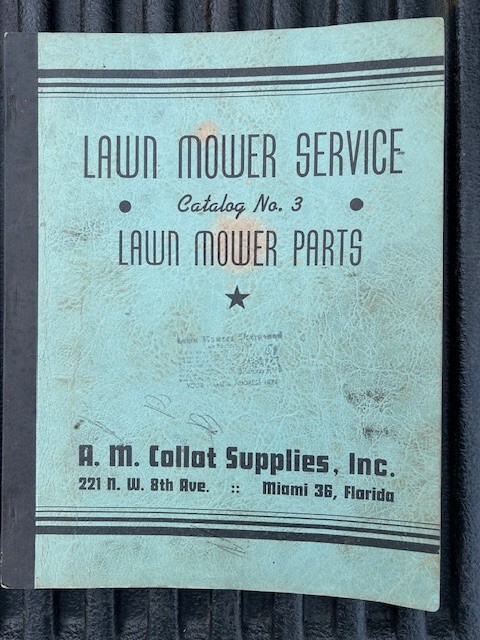 LAWN MOWER SERVICE
Catalog No. 3
LAWN MOWER PARTS
A. M. Collot Supplies, Inc.
221 N. W. 8th Ave. :: Miami 36, Florida